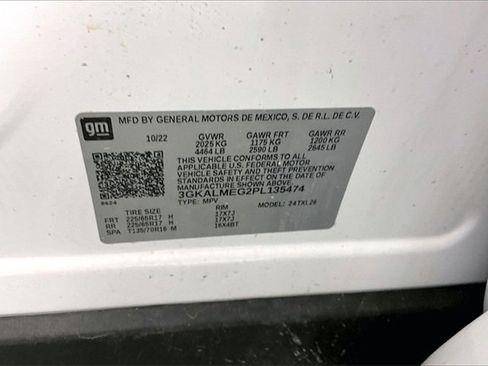 gm
MFD BY GENERAL MOTORS DE MEXICO, S. DE R.L. DE C.V.
10/22 GVWR GAWR FRT GAWR RR
2025 KG 1175 KG 1200 KG
4464 LB 2590 LB 2645 LB
THIS VEHICLE CONFORMS TO ALL
APPLICABLE U.S. FEDERAL MOTOR
VEHICLE SAFETY AND THEFT PREVENTION
STANDARDS IN EFFECT ON THE DATE OF
MANUFACTURE SHOWN ABOVE.
3GKALMEG2PL135474
TYPE: MPV MODEL: 24TXL26
8624
TIRE SIZE RIM
FRT 225/65R17 H 17X7J
RR 225/65R17 H 17X7J
SPA T135/70R16 M 16X4BT